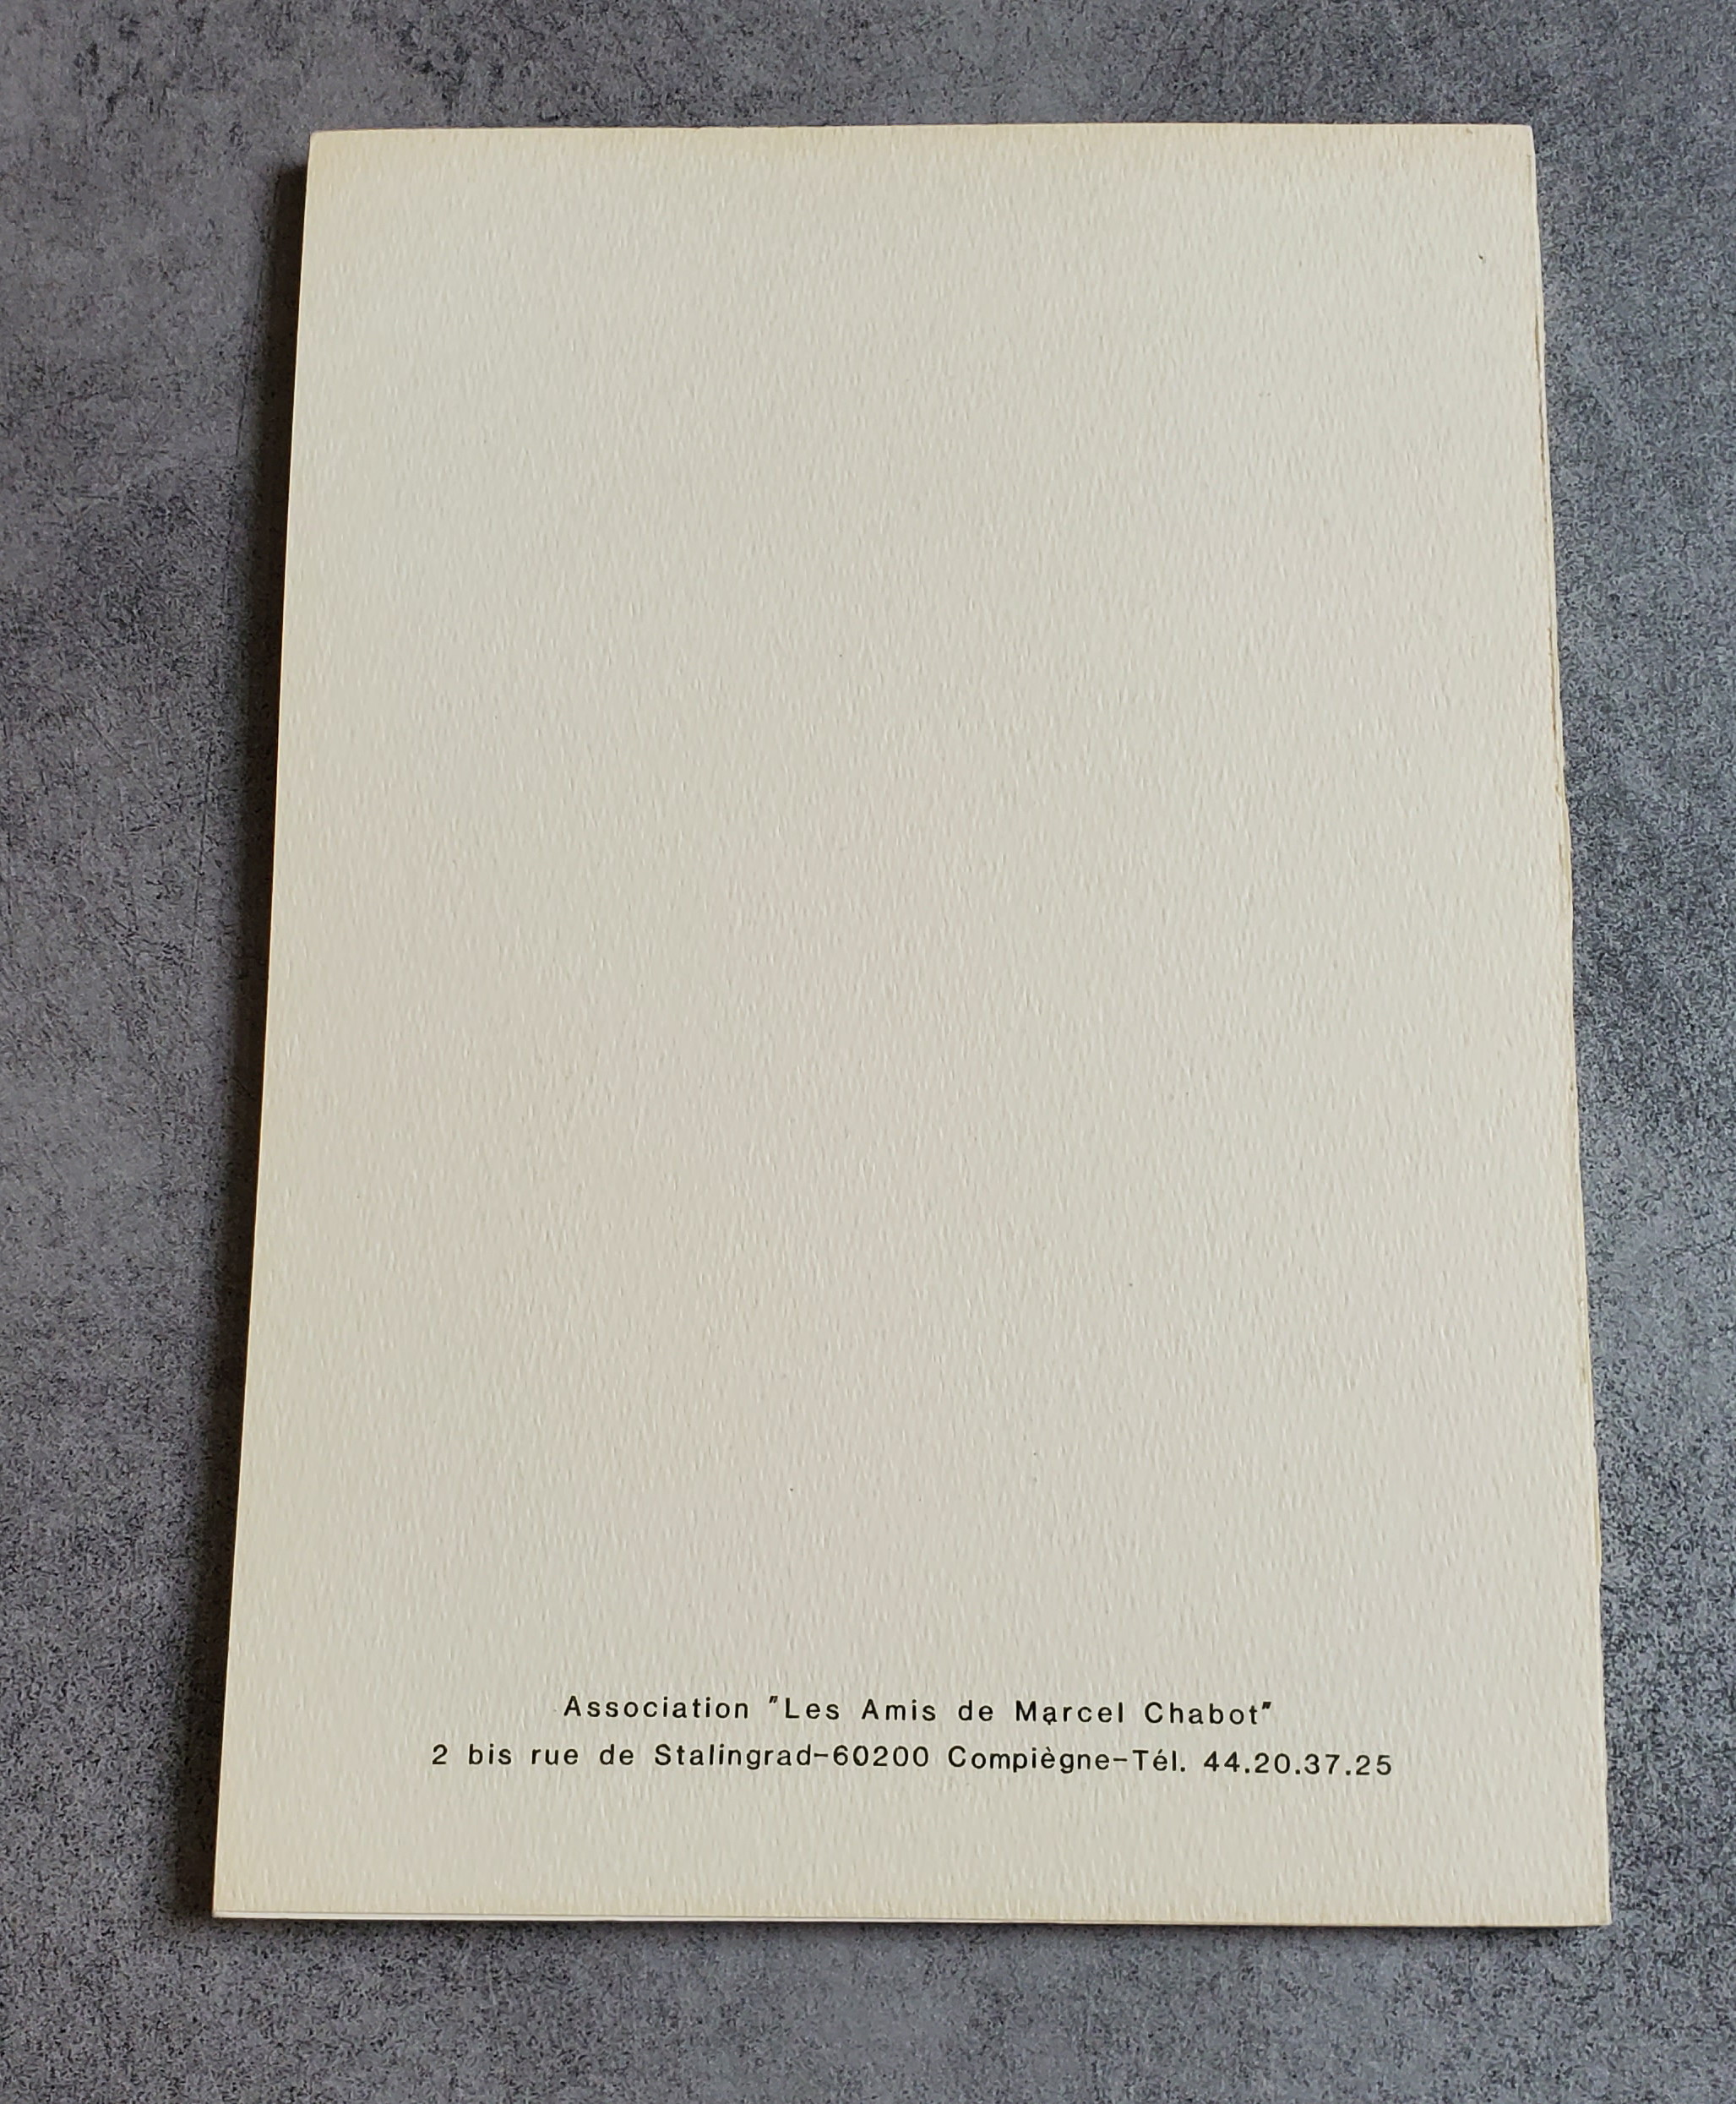 Association "Les Amis de Marcel Chabot"
2 bis rue de Stalingrad-60200 Compiègne-Tél. 44.20.37.25